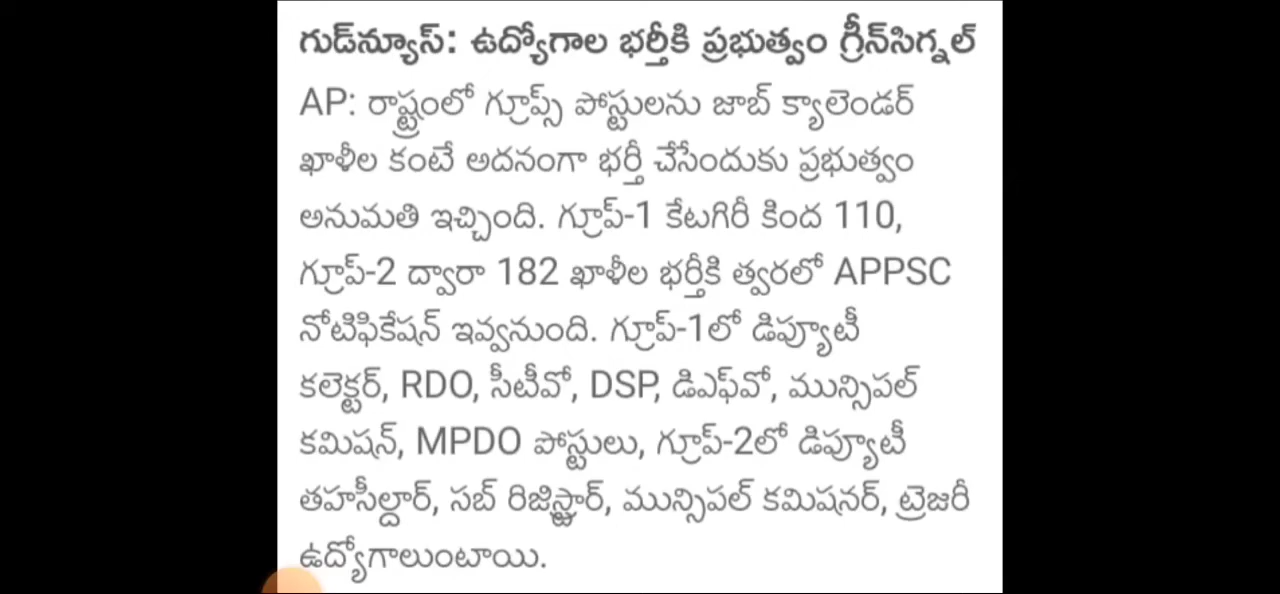 గుడ్‌న్యూస్: ఉద్యోగాల భర్తీకి ప్రభుత్వం గ్రీన్‌సిగ్నల్
AP: రాష్ట్రంలో గ్రూప్స్ పోస్టులను జాబ్ క్యాలెండర్
ఖాళీల కంటే అదనంగా భర్తీ చేసేందుకు ప్రభుత్వం
అనుమతి ఇచ్చింది. గ్రూప్-1 కేటగిరీ కింద 110,
గ్రూప్-2 ద్వారా 182 ఖాళీల భర్తీకి త్వరలో APPSC
నోటిఫికేషన్ ఇవ్వనుంది. గ్రూప్-1లో డిప్యూటీ
కలెక్టర్, RDO, సీటీవో, DSP, డిఎఫ్‌వో, మున్సిపల్
కమిషన్, MPDO పోస్టులు, గ్రూప్-2లో డిప్యూటీ
తహసీల్దార్, సబ్ రిజిస్ట్రార్, మున్సిపల్ కమిషనర్, ట్రెజరీ
ఉద్యోగాలుంటాయి.